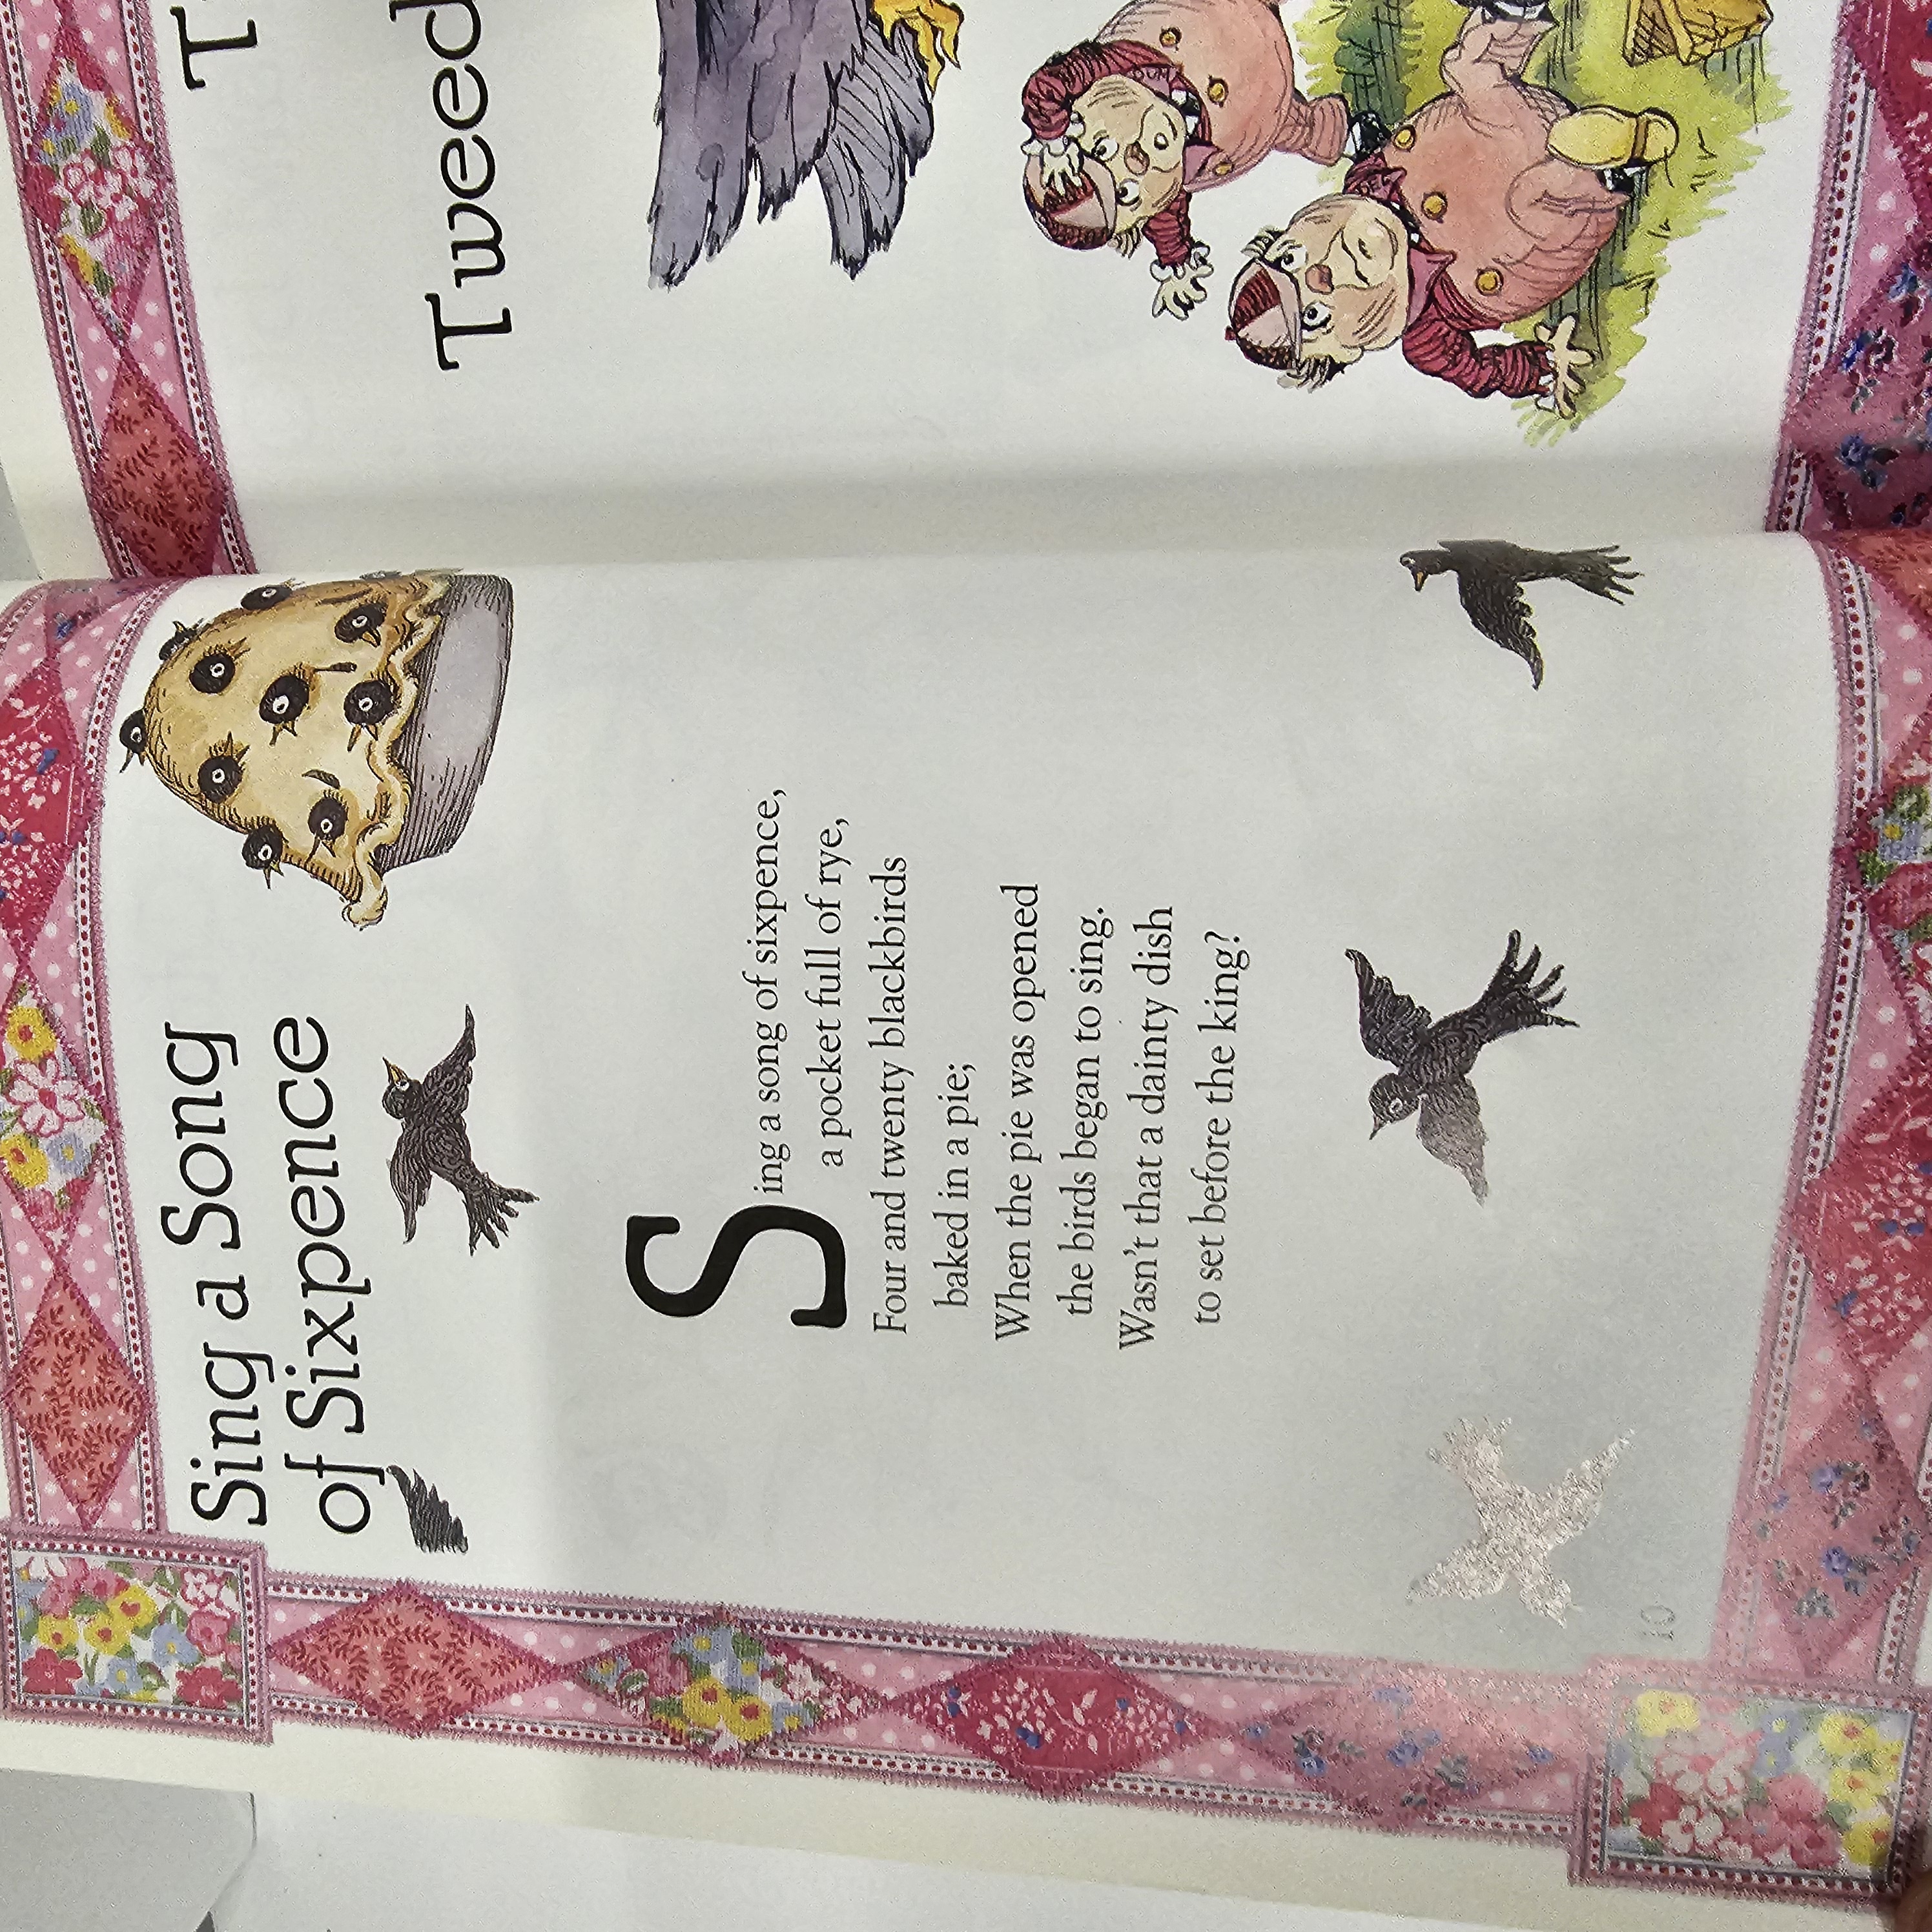 Sing a Song
of Sixpence
Sing a song of sixpence,
a pocket full of rye,
Four and twenty blackbirds
baked in a pie;
When the pie was opened
the birds began to sing.
Wasn't that a dainty dish
to set before the king?
10